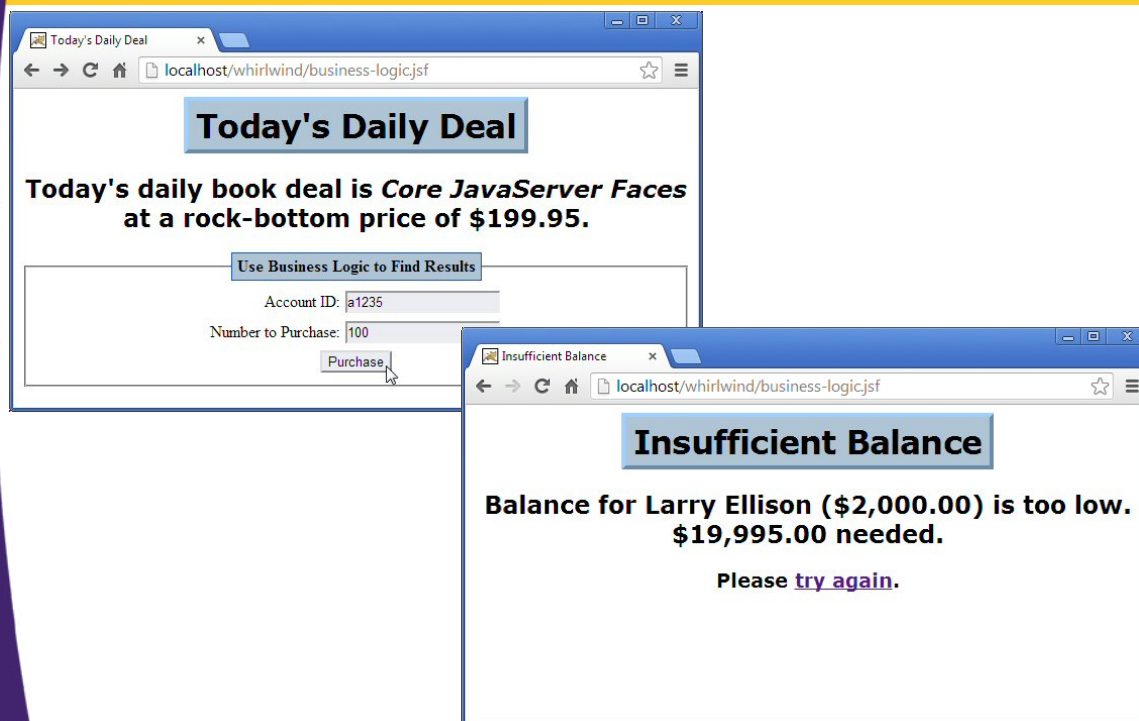 Today's Daily Deal
localhost/whirlwind/business-logic.jsf
Today's Daily Deal
Today's daily book deal is Core JavaServer Faces
at a rock-bottom price of $199.95.
Use Business Logic to Find Results
Account ID: a1235
Number to Purchase: 100
Purchase
Insufficient Balance
localhost/whirlwind/business-logic.jsf
Insufficient Balance
Balance for Larry Ellison ($2,000.00) is too low.
$19,995.00 needed.
Please try again.